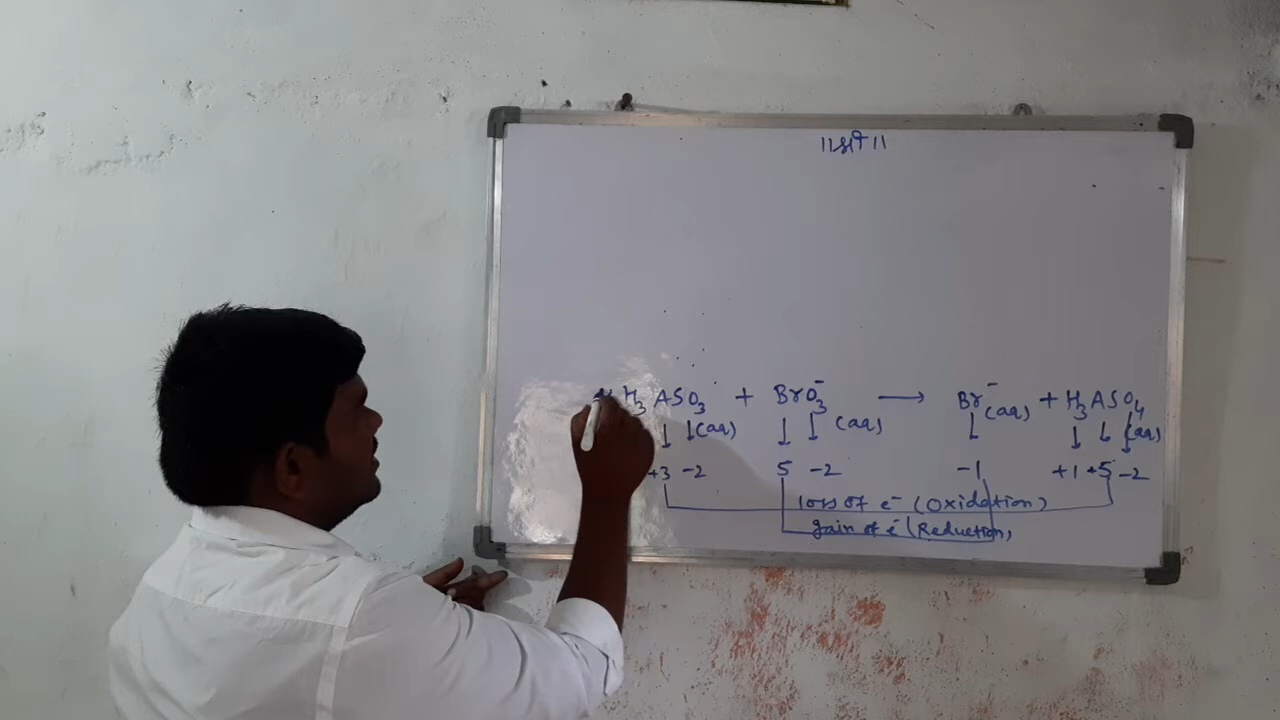 ॥श्री॥
H₃ASO₃(aq) + BrO₃⁻(aq) → Br⁻(aq) + H₃ASO₄(aq)
+3 -2 5 -2 -1 +1 +5 -2
loss of e⁻ (Oxidation)
gain of e⁻ (Reduction)